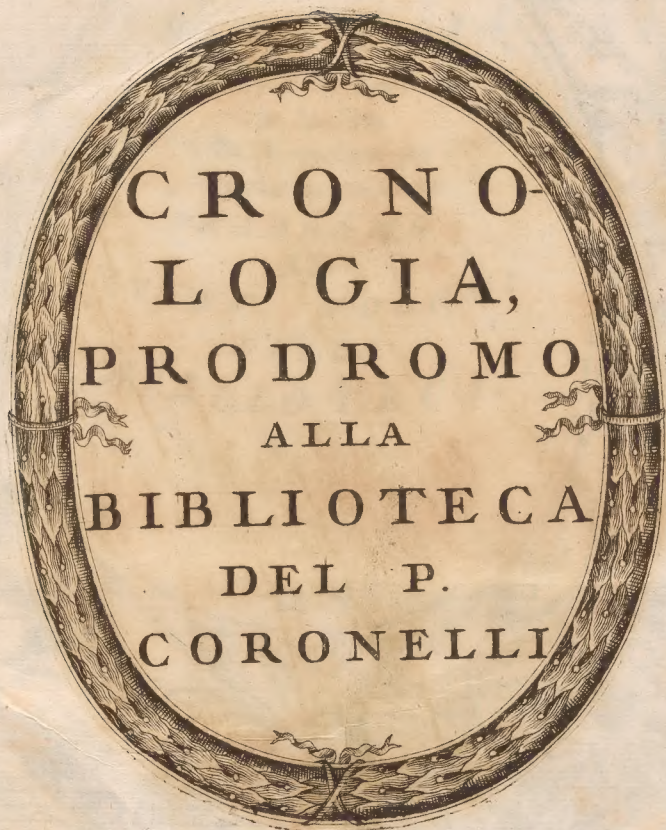 CRONO-
LOGIA,
PRODROMO
ALLA
BIBLIOTECA
DEL P.
CORONELLI